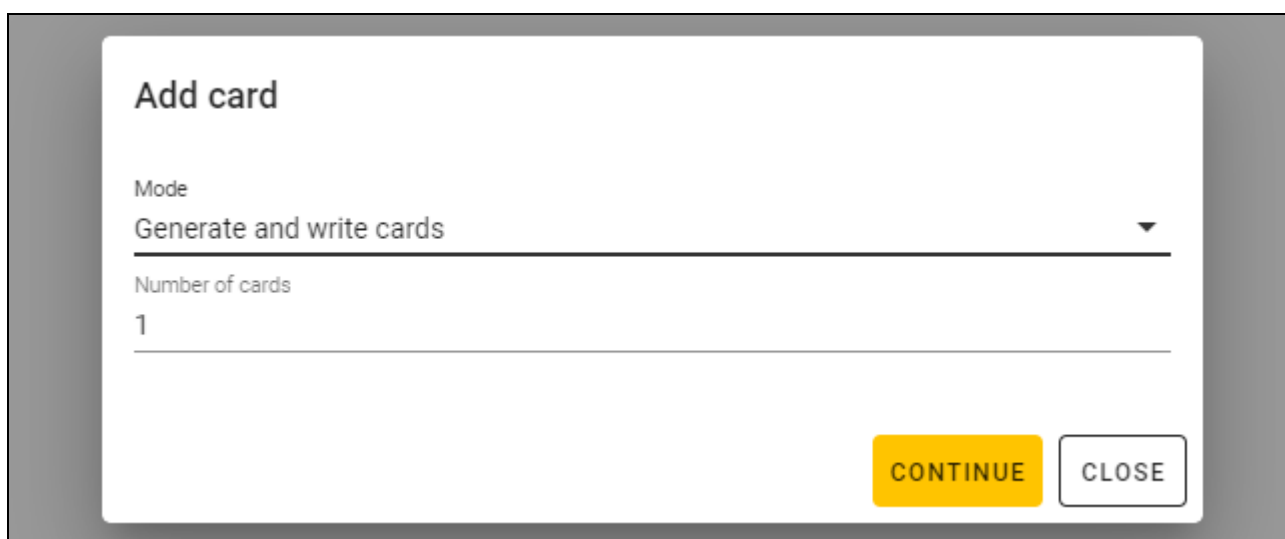 Add card
Mode
Generate and write cards
Number of cards
1
CONTINUE CLOSE